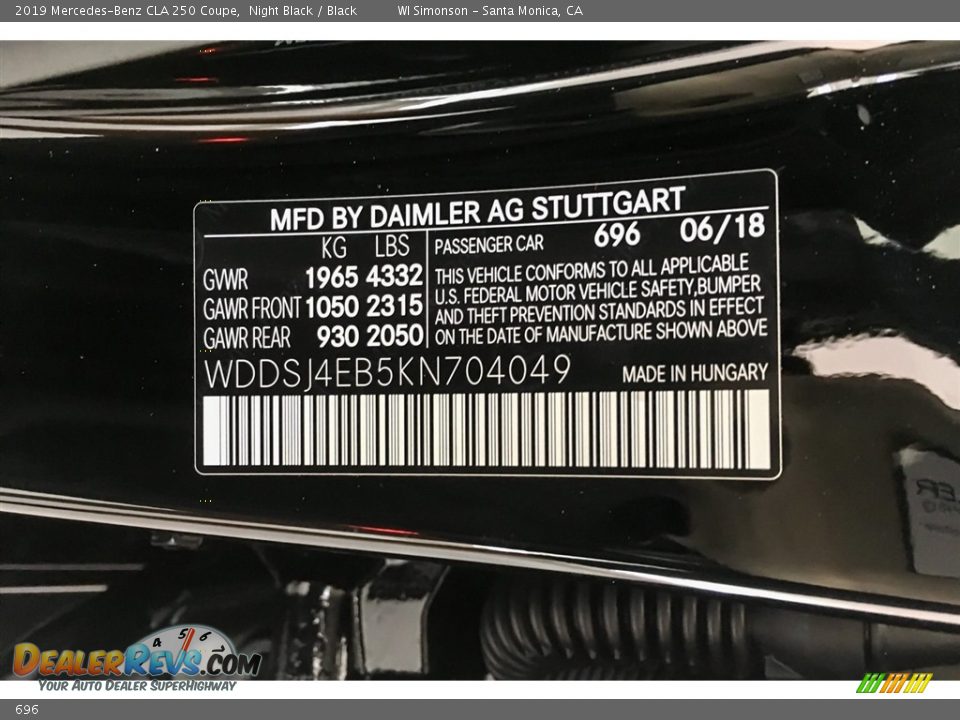 2019 Mercedes-Benz CLA 250 Coupe, Night Black / Black WI Simonson - Santa Monica, CA
MFD BY DAIMLER AG STUTTGART
KG LBS PASSENGER CAR 696 06/18
GVWR 1965 4332
GAWR FRONT 1050 2315
GAWR REAR 930 2050
THIS VEHICLE CONFORMS TO ALL APPLICABLE
U.S. FEDERAL MOTOR VEHICLE SAFETY,BUMPER
AND THEFT PREVENTION STANDARDS IN EFFECT
ON THE DATE OF MANUFACTURE SHOWN ABOVE
WDDSJ4EB5KN704049 MADE IN HUNGARY
4 5 6
DEALERREVS.COM
YOUR AUTO DEALER SUPERHIGHWAY
696